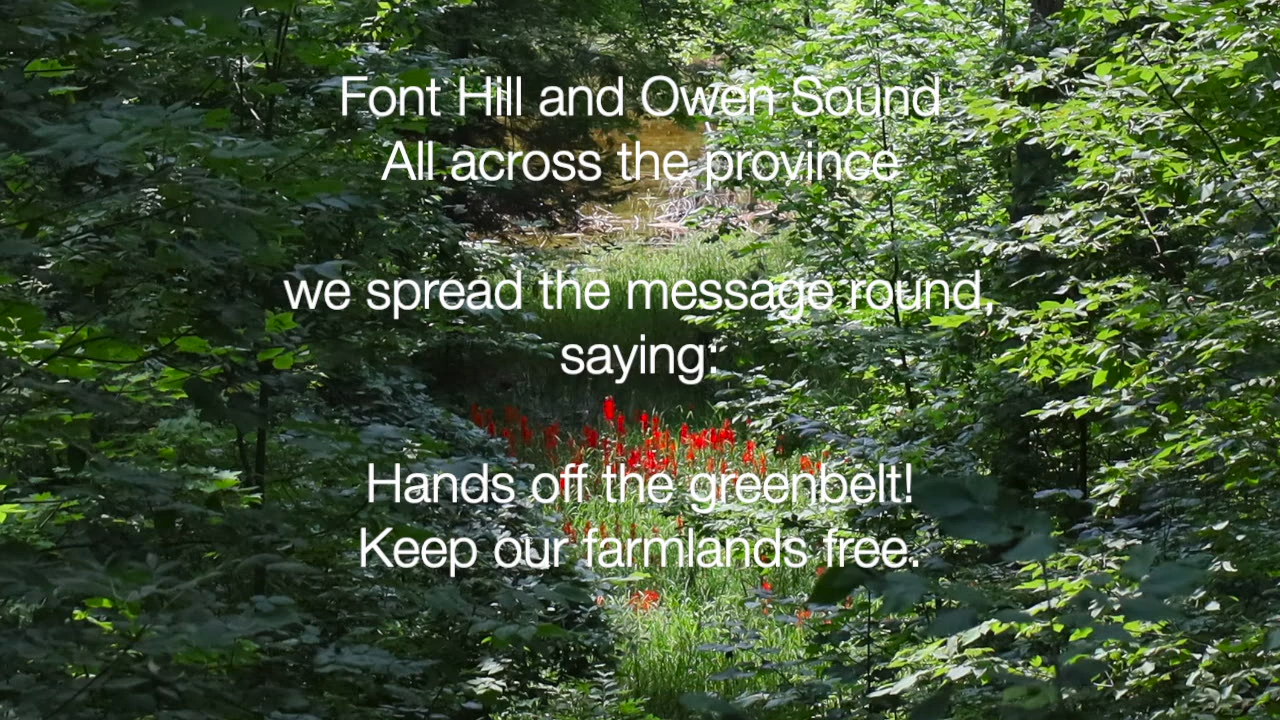 Font Hill and Owen Sound
All across the province
we spread the message round,
saying:
Hands off the greenbelt!
Keep our farmlands free.